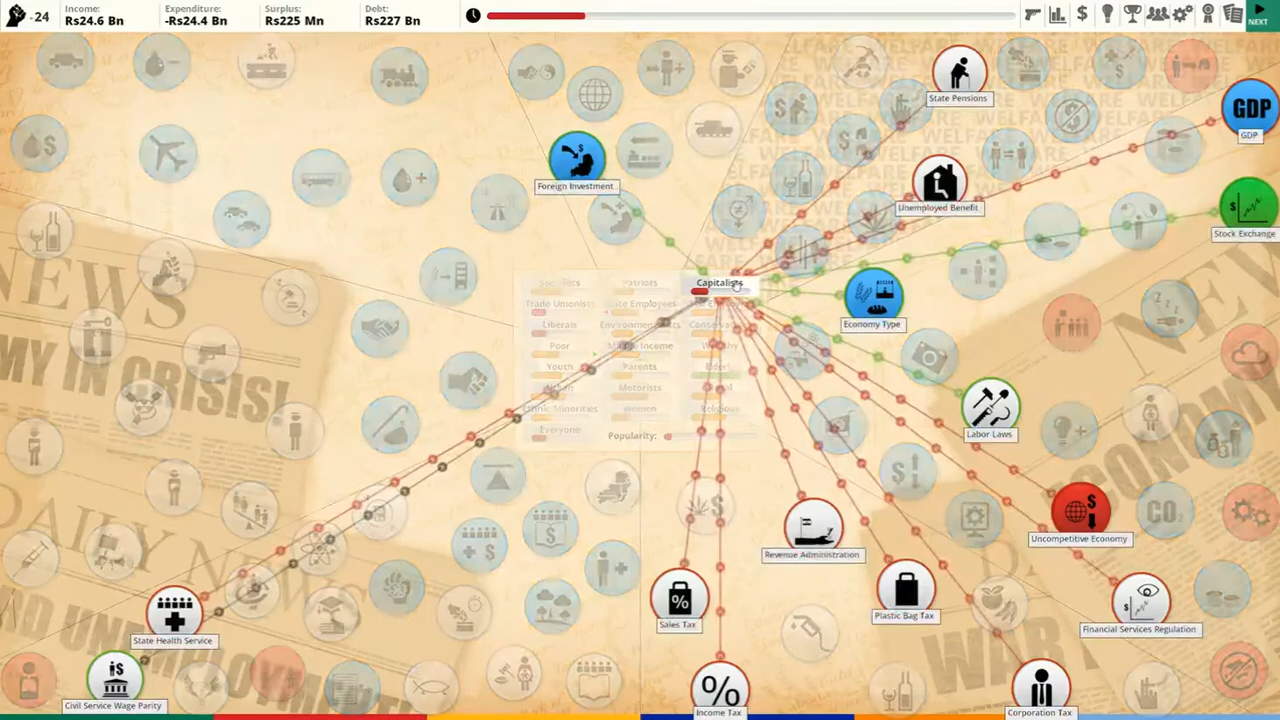 -24
Income:
Rs24.6 Bn
Expenditure:
-Rs24.4 Bn
Surplus:
Rs225 Mn
Debt:
Rs227 Bn
NEXT
WELFARE
State Pensions
GDP
GDP
Foreign Investment
Unemployed Benefit
Stock Exchange
Socialists
Patriots
Capitalists
Trade Unionists
State Employees
Liberals
Economy Type
Poor
Middle Income
Wealthy
Youth
Parents
Motorists
Ethnic Minorities
Women
Religious
Everyone
Popularity:
NEWS
MY IN CRISIS!
DAILY NEWS
Labor Laws
Uncompetitive Economy
CO2
Revenue Administration
Sales Tax
Plastic Bag Tax
Financial Services Regulation
State Health Service
Civil Service Wage Parity
Income Tax
Corporation Tax